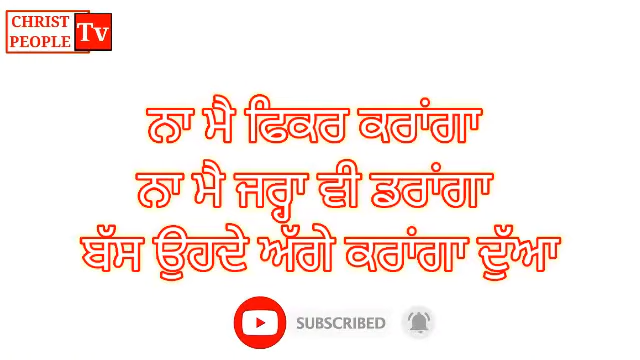 CHRIST
PEOPLE Tv
ਨਾ ਮੈ ਫਿਕਰ ਕਰਾਂਗਾ
ਨਾ ਮੈ ਜਰ੍ਹਾ ਵੀ ਡਰਾਂਗਾ
ਬੱਸ ਉਹਦੇ ਅੱਗੇ ਕਰਾਂਗਾ ਦੁੱਆ
SUBSCRIBED